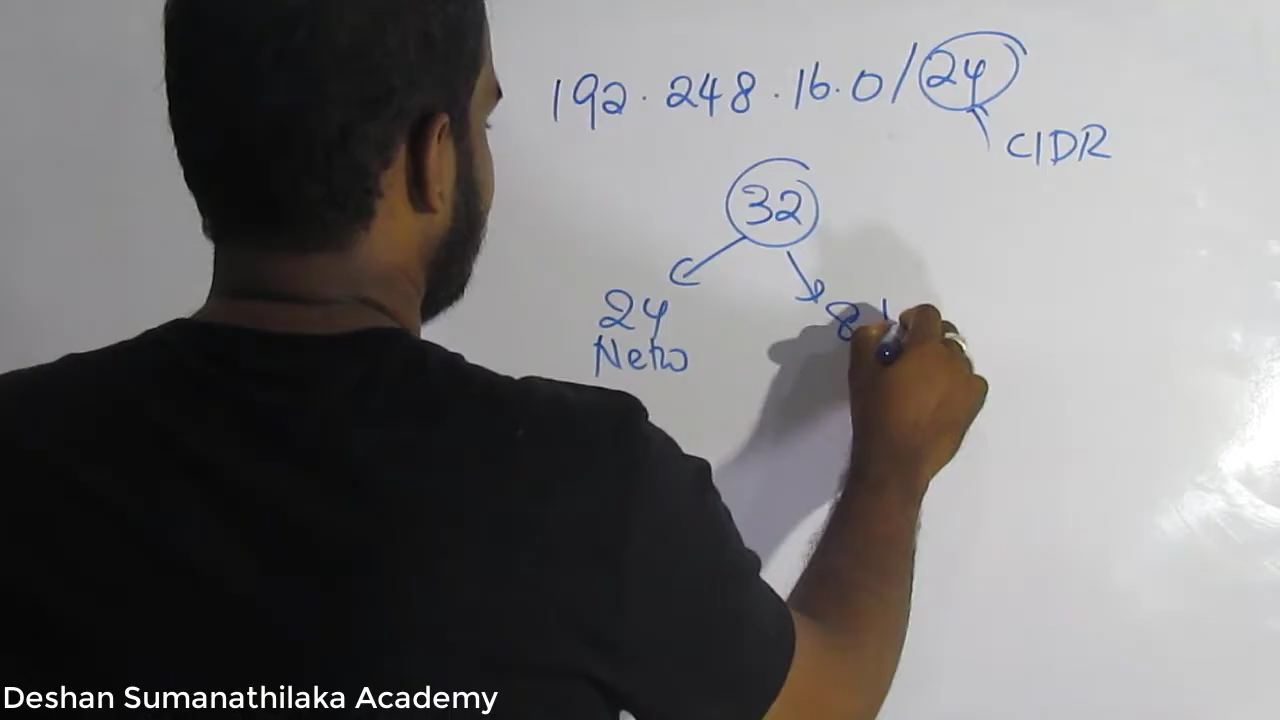 192.248.16.0/24
CIDR
32
24
Netw
8
Deshan Sumanathilaka Academy